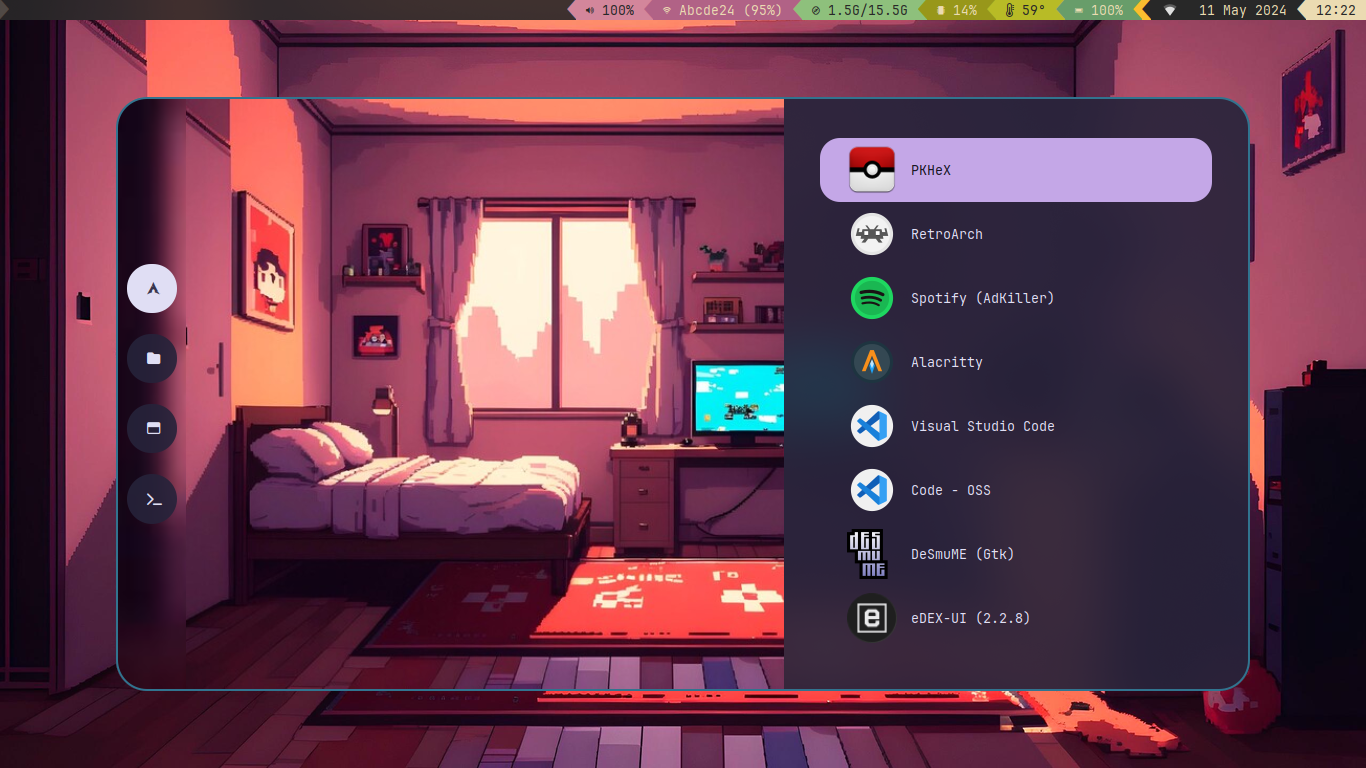 100% Abcde24 (95%) 1.5G/15.5G 14% 59° 100% 11 May 2024 12:22
PKHeX
RetroArch
Spotify (AdKiller)
Alacritty
Visual Studio Code
Code - OSS
DeSmuME (Gtk)
eDEX-UI (2.2.8)